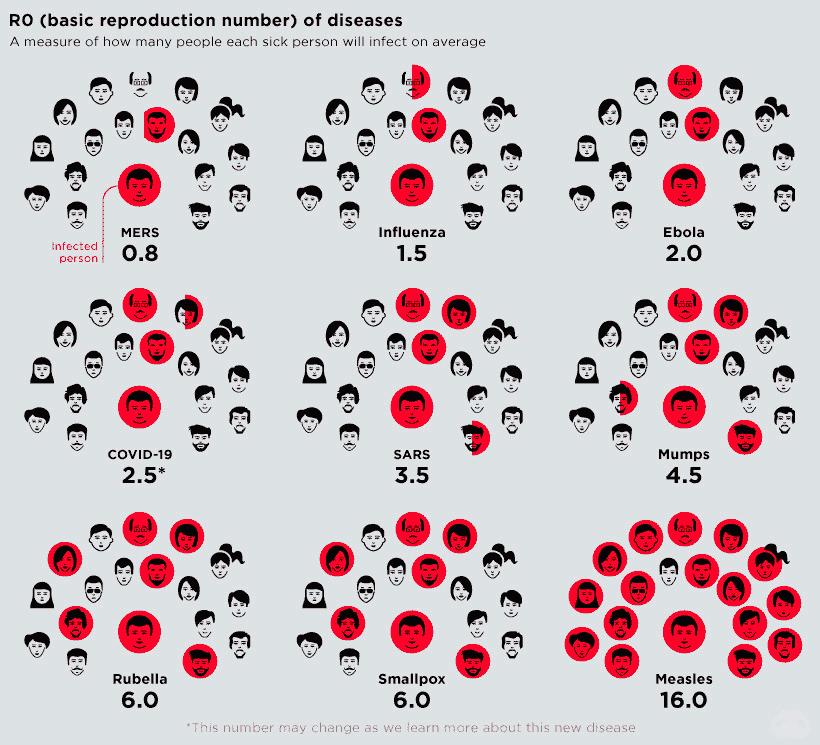 R0 (basic reproduction number) of diseases
A measure of how many people each sick person will infect on average
Infected
person
MERS
0.8
Influenza
1.5
Ebola
2.0
COVID-19
2.5*
SARS
3.5
Mumps
4.5
Rubella
6.0
Smallpox
6.0
Measles
16.0
*This number may change as we learn more about this new disease